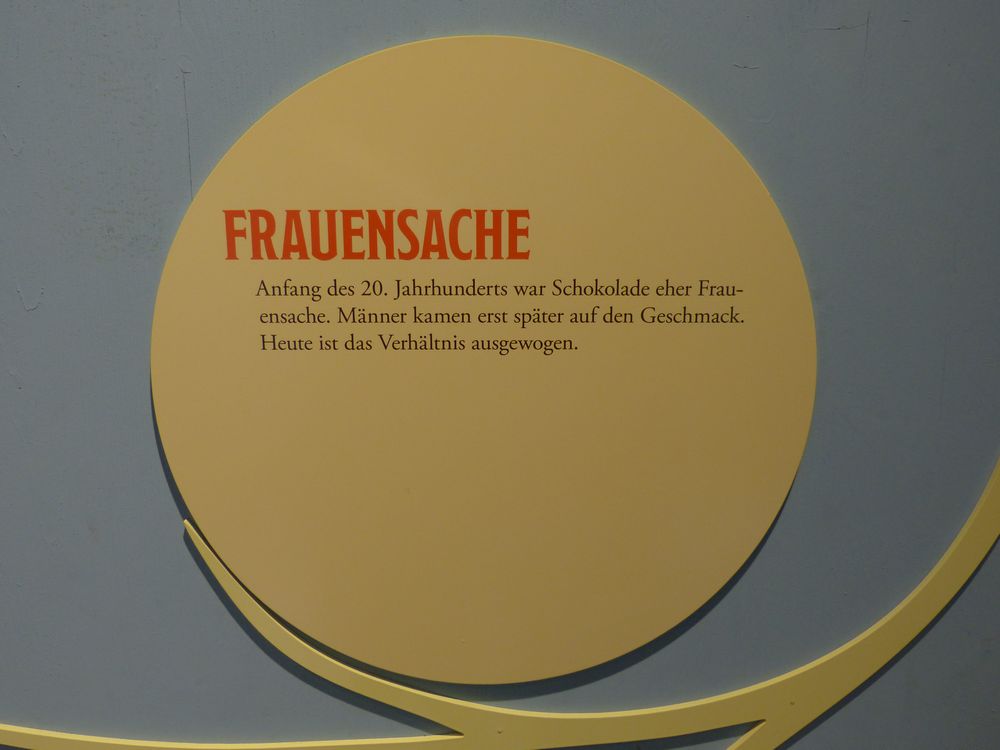 FRAUENSACHE
Anfang des 20. Jahrhunderts war Schokolade eher Frau-
ensache. Männer kamen erst später auf den Geschmack.
Heute ist das Verhältnis ausgewogen.